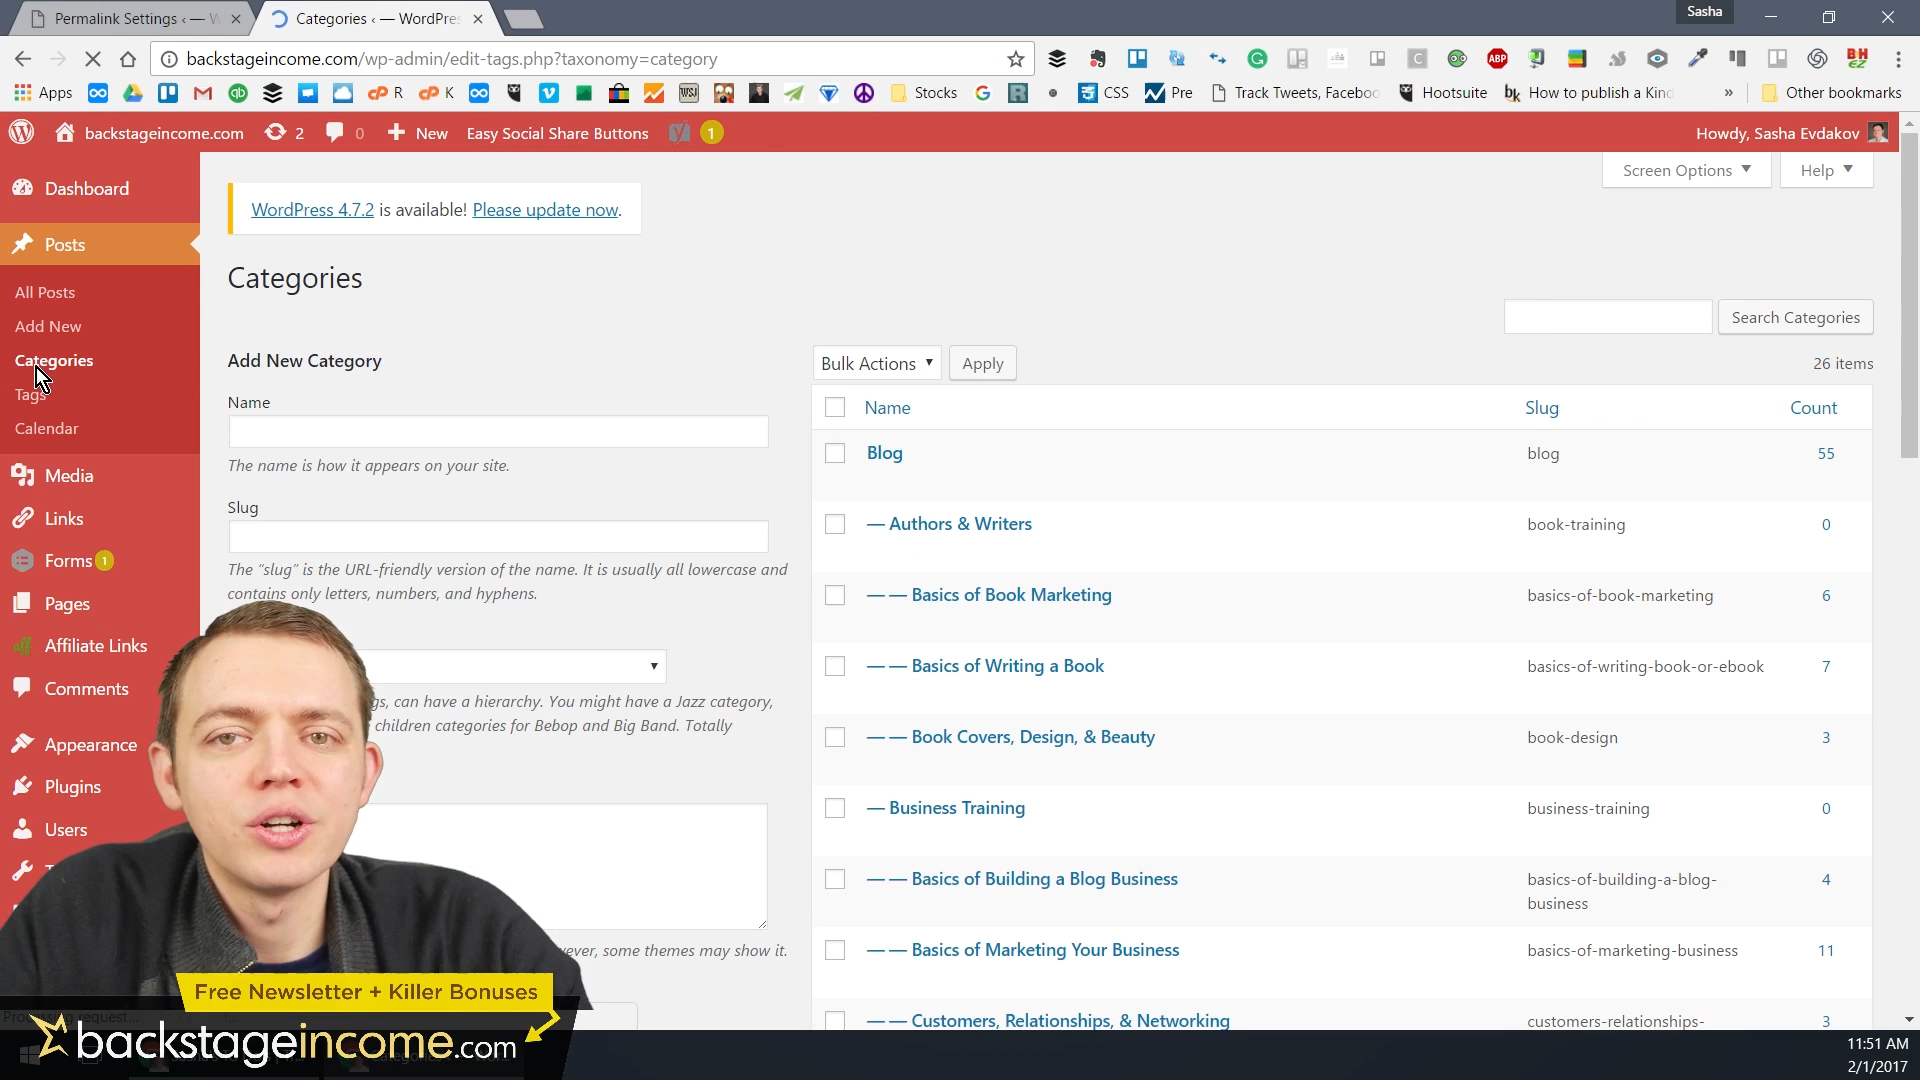 Permalink Settings ‹ —
Categories ‹ — WordPres
Sasha
backstageincome.com/wp-admin/edit-tags.php?taxonomy=category
Apps
R
K
Stocks
CSS
Pre
Track Tweets, Faceboo
Hootsuite
How to publish a Kind
»
Other bookmarks
backstageincome.com
2
0
New
Easy Social Share Buttons
1
Howdy, Sasha Evdakov
Dashboard
Posts
All Posts
Add New
Categories
Tags
Calendar
Media
Links
Forms 1
Pages
Affiliate Links
Comments
Appearance
Plugins
Users
Screen Options
Help
WordPress 4.7.2 is available! Please update now.
Categories
Search Categories
Add New Category
Name
The name is how it appears on your site.
Slug
The "slug" is the URL-friendly version of the name. It is usually all lowercase and
contains only letters, numbers, and hyphens.
gs, can have a hierarchy. You might have a Jazz category,
children categories for Bebop and Big Band. Totally
ever, some themes may show it.
Bulk Actions
Apply
26 items
Name Slug Count
Blog blog 55
— Authors & Writers book-training 0
— — Basics of Book Marketing basics-of-book-marketing 6
— — Basics of Writing a Book basics-of-writing-book-or-ebook 7
— — Book Covers, Design, & Beauty book-design 3
— Business Training business-training 0
— — Basics of Building a Blog Business basics-of-building-a-blog-
business 4
— — Basics of Marketing Your Business basics-of-marketing-business 11
— — Customers, Relationships, & Networking customers-relationships- 3
Free Newsletter + Killer Bonuses
Processing request...
backstageincome.com
11:51 AM
2/1/2017